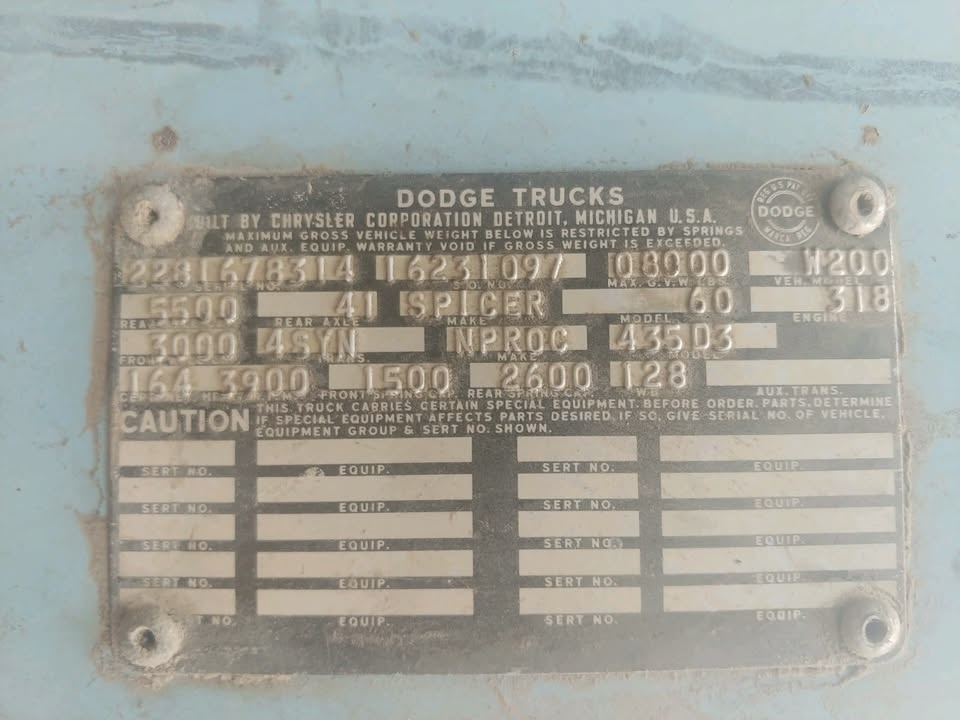 DODGE TRUCKS
BUILT BY CHRYSLER CORPORATION DETROIT, MICHIGAN U.S.A.
MAXIMUM GROSS VEHICLE WEIGHT BELOW IS RESTRICTED BY SPRINGS
AND AUX. EQUIP. WARRANTY VOID IF GROSS WEIGHT IS EXCEEDED.
REG U.S PAT
DODGE
MARCA REG
2281678314 16231097 08000 W200
NO. S.O. NO. MAX. G.V.W. LBS. VEH. MODEL
5500 41 SPICER 60 318
REAR AXLE MAKE MODEL ENGINE
3000 4SYN NPROC 435D3
TRANS. MAKE MODEL
164 3900 1500 2600 128
FRONT SPRING CAP. REAR SPRING CAP. W.B. AUX. TRANS.
CAUTION THIS TRUCK CARRIES CERTAIN SPECIAL EQUIPMENT. BEFORE ORDER. PARTS, DETERMINE
IF SPECIAL EQUIPMENT AFFECTS PARTS DESIRED. IF SO, GIVE SERIAL NO. OF VEHICLE,
EQUIPMENT GROUP & SERT NO. SHOWN.
SERT NO. EQUIP. SERT NO. EQUIP.
SERT NO. EQUIP. SERT NO. EQUIP.
SERT NO. EQUIP. SERT NO. EQUIP.
SERT NO. EQUIP. SERT NO. EQUIP.
SERT NO. EQUIP. SERT NO. EQUIP.